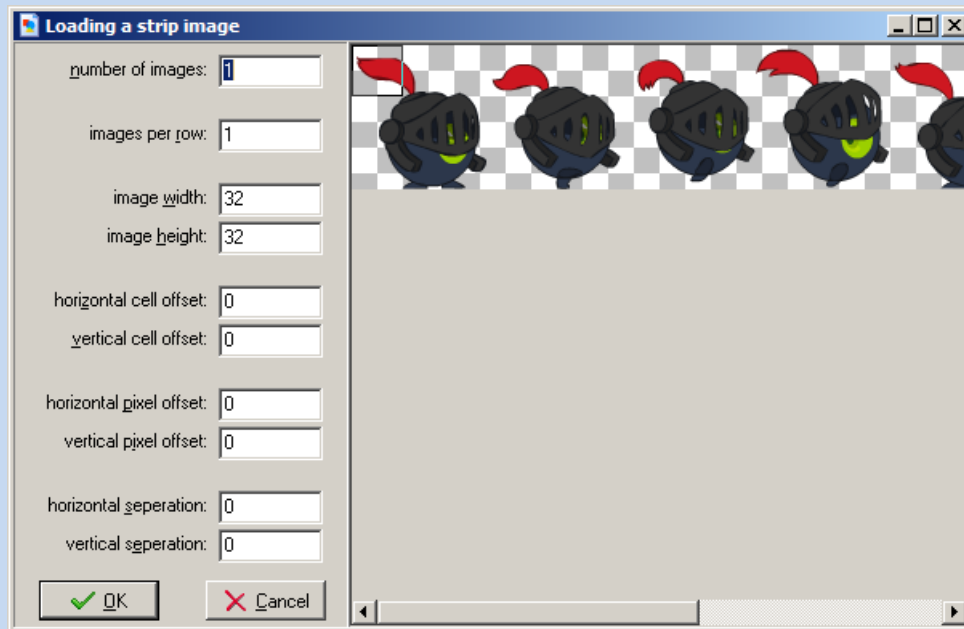 Loading a strip image
number of images: 1
images per row: 1
image width: 32
image height: 32
horizontal cell offset: 0
vertical cell offset: 0
horizontal pixel offset: 0
vertical pixel offset: 0
horizontal seperation: 0
vertical seperation: 0
OK Cancel